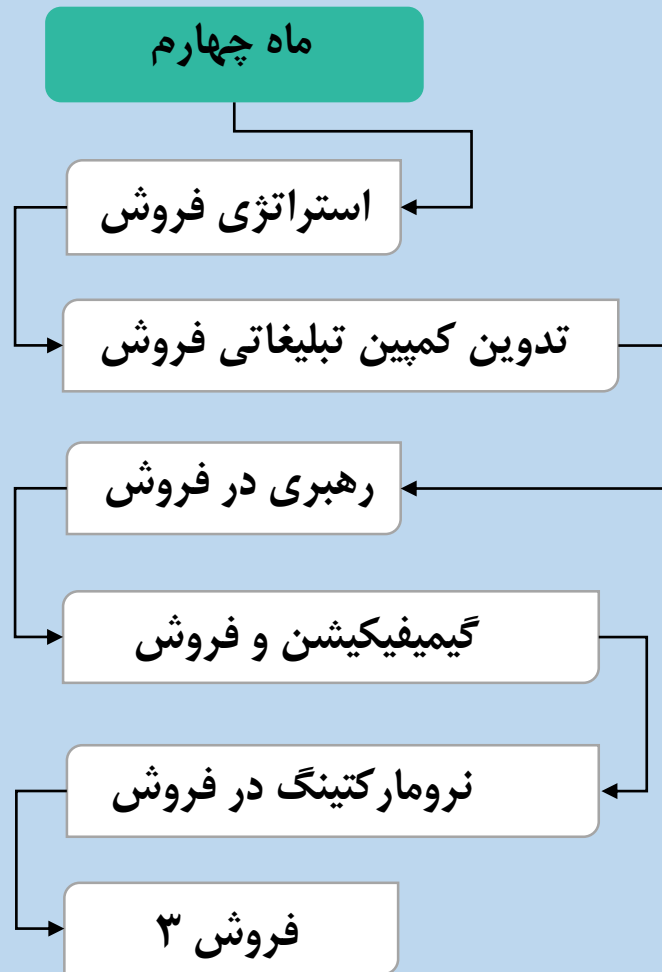 ماه چهارم
استراتژی فروش
تدوین کمپین تبلیغاتی فروش
رهبری در فروش
گیمیفیکیشن و فروش
نرومارکتینگ در فروش
فروش ۳